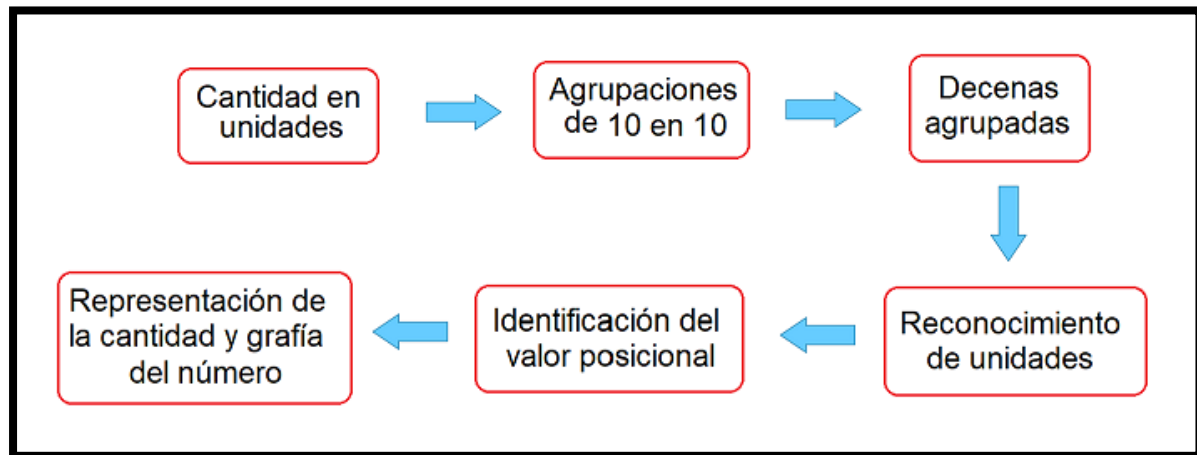 Cantidad en
unidades
Agrupaciones
de 10 en 10
Decenas
agrupadas
Reconocimiento
de unidades
Identificación del
valor posicional
Representación de
la cantidad y grafía
del número